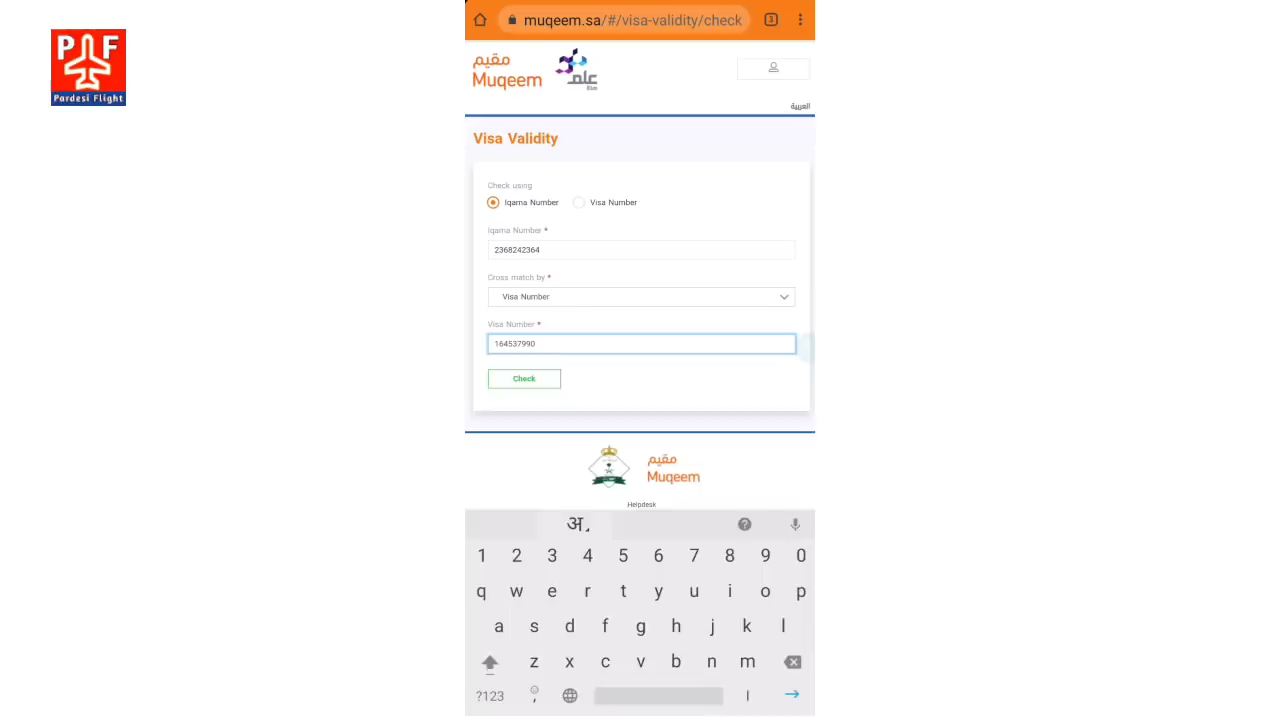 PF
Pardesi Flight
muqeem.sa/#/visa-validity/check
3
مقيم
Muqeem
علم
elm
العربية
Visa Validity
Check using
Iqama Number
Visa Number
Iqama Number *
2368242364
Cross match by *
Visa Number
Visa Number *
164537990
Check
مقيم
Muqeem
Helpdesk
अ
1 2 3 4 5 6 7 8 9 0
q w e r t y u i o p
a s d f g h j k l
z x c v b n m
?123 , |